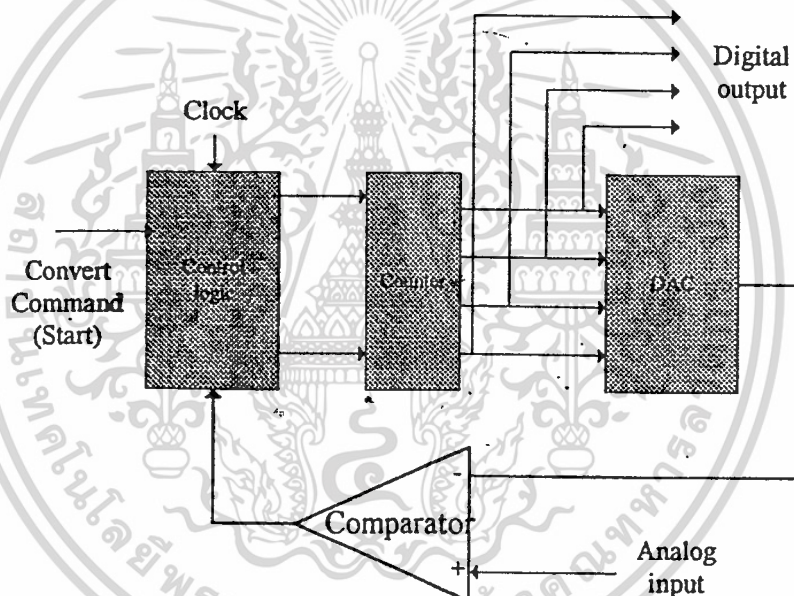 Digital
output
Clock
Convert
Command
(Start)
Control
logic
Counter
DAC
-
Comparator
+
Analog
input